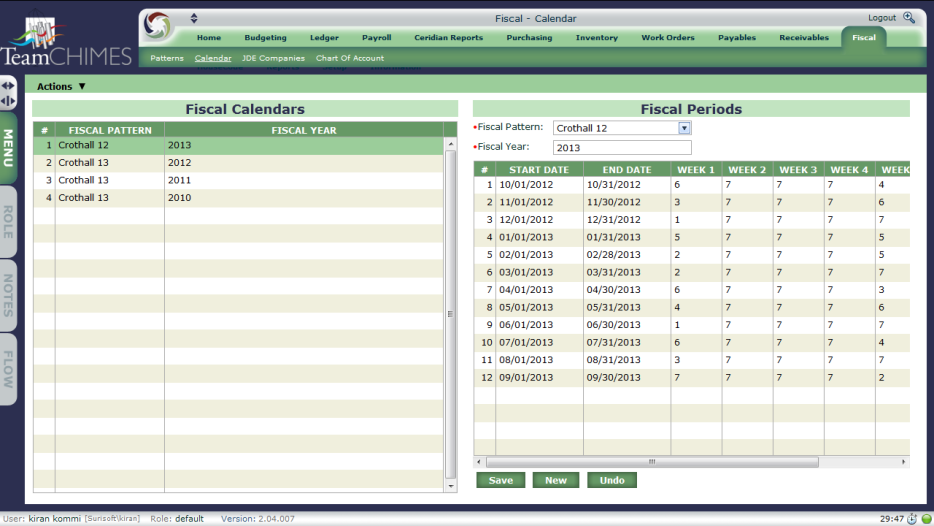 Fiscal - Calendar
Logout
TeamCHIMES
Home Budgeting Ledger Payroll Ceridian Reports Purchasing Inventory Work Orders Payables Receivables Fiscal
Patterns Calendar JDE Companies Chart Of Account
Actions ▼
MENU
ROLE
NOTES
FLOW
Fiscal Calendars
# FISCAL PATTERN FISCAL YEAR
1 Crothall 12 2013
2 Crothall 13 2012
3 Crothall 13 2011
4 Crothall 13 2010
Fiscal Periods
•Fiscal Pattern: Crothall 12
•Fiscal Year: 2013
# START DATE END DATE WEEK 1 WEEK 2 WEEK 3 WEEK 4 WEEK
1 10/01/2012 10/31/2012 6 7 7 7 4
2 11/01/2012 11/30/2012 3 7 7 7 6
3 12/01/2012 12/31/2012 1 7 7 7 7
4 01/01/2013 01/31/2013 5 7 7 7 5
5 02/01/2013 02/28/2013 2 7 7 7 5
6 03/01/2013 03/31/2013 2 7 7 7 7
7 04/01/2013 04/30/2013 6 7 7 7 3
8 05/01/2013 05/31/2013 4 7 7 7 6
9 06/01/2013 06/30/2013 1 7 7 7 7
10 07/01/2013 07/31/2013 6 7 7 7 4
11 08/01/2013 08/31/2013 3 7 7 7 7
12 09/01/2013 09/30/2013 7 7 7 7 2
Save New Undo
User: kiran kommi [Surisoft\kiran] Role: default Version: 2.04.007 29:47